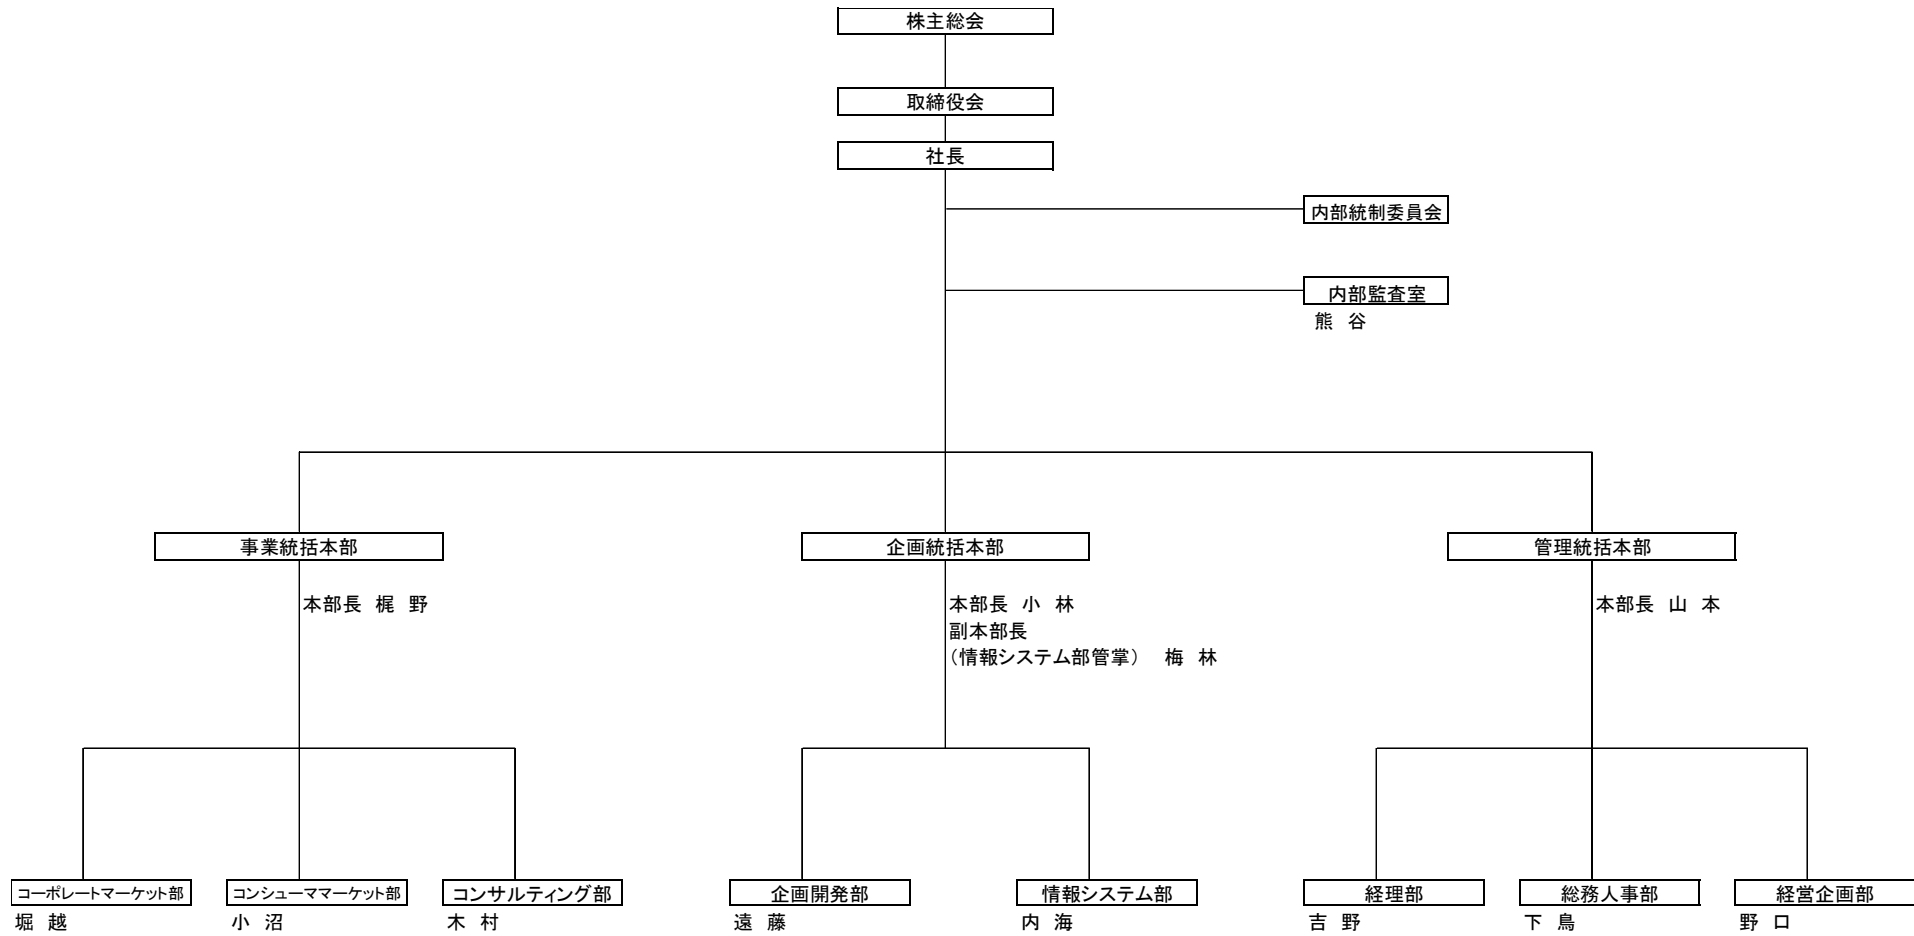 株主総会
取締役会
社長
内部統制委員会
内部監査室
熊　谷
事業統括本部
企画統括本部
管理統括本部
本部長 梶　野
本部長 小　林
副本部長
（情報システム部管掌）　梅　林
本部長 山　本
コーポレートマーケット部
コンシューママーケット部
コンサルティング部
企画開発部
情報システム部
経理部
総務人事部
経営企画部
堀　越
小　沼
木　村
遠　藤
内　海
吉　野
下　鳥
野　口